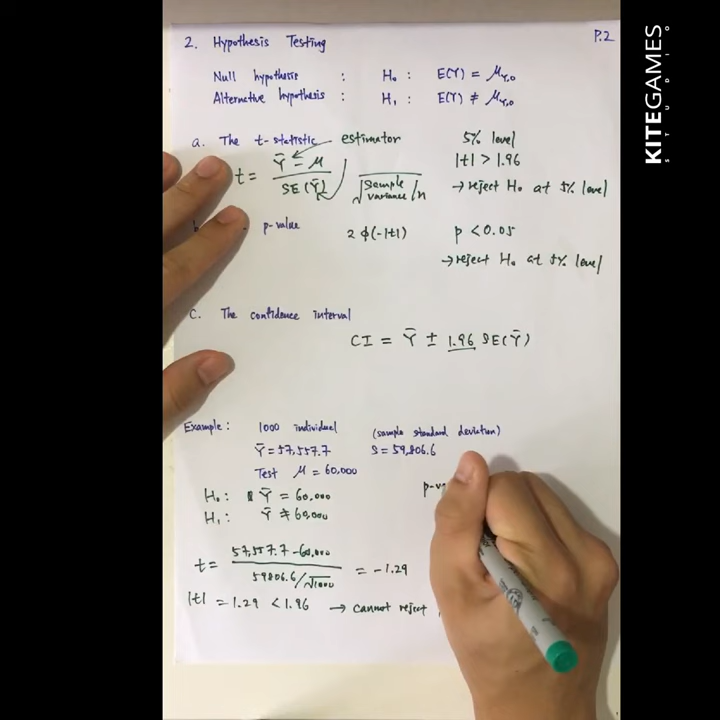 2. Hypothesis Testing
P.2
Null hypothesis : H₀ : E(Y) = μY,0
Alternative hypothesis : H₁ : E(Y) ≠ μY,0
a. The t-statistic estimator 5% level
t = Ȳ - μ / SE(Ȳ)
√sample variance/n
|t| > 1.96
→ reject H₀ at 5% level
p-value 2 ϕ(-|t|) p < 0.05
→ reject H₀ at 5% level
C. The confidence interval
CI = Ȳ ± 1.96 SE(Ȳ)
Example: 1000 individual (sample standard deviation)
Ȳ = 57,557.7 S = 59,806.6
Test μ = 60,000
H₀: Ȳ = 60,000
H₁: Ȳ ≠ 60,000
t = 57,557.7 - 60,000 / 59806.6/√1000 = -1.29
|t| = 1.29 < 1.96 → cannot reject
KITEGAMES
STUDIO